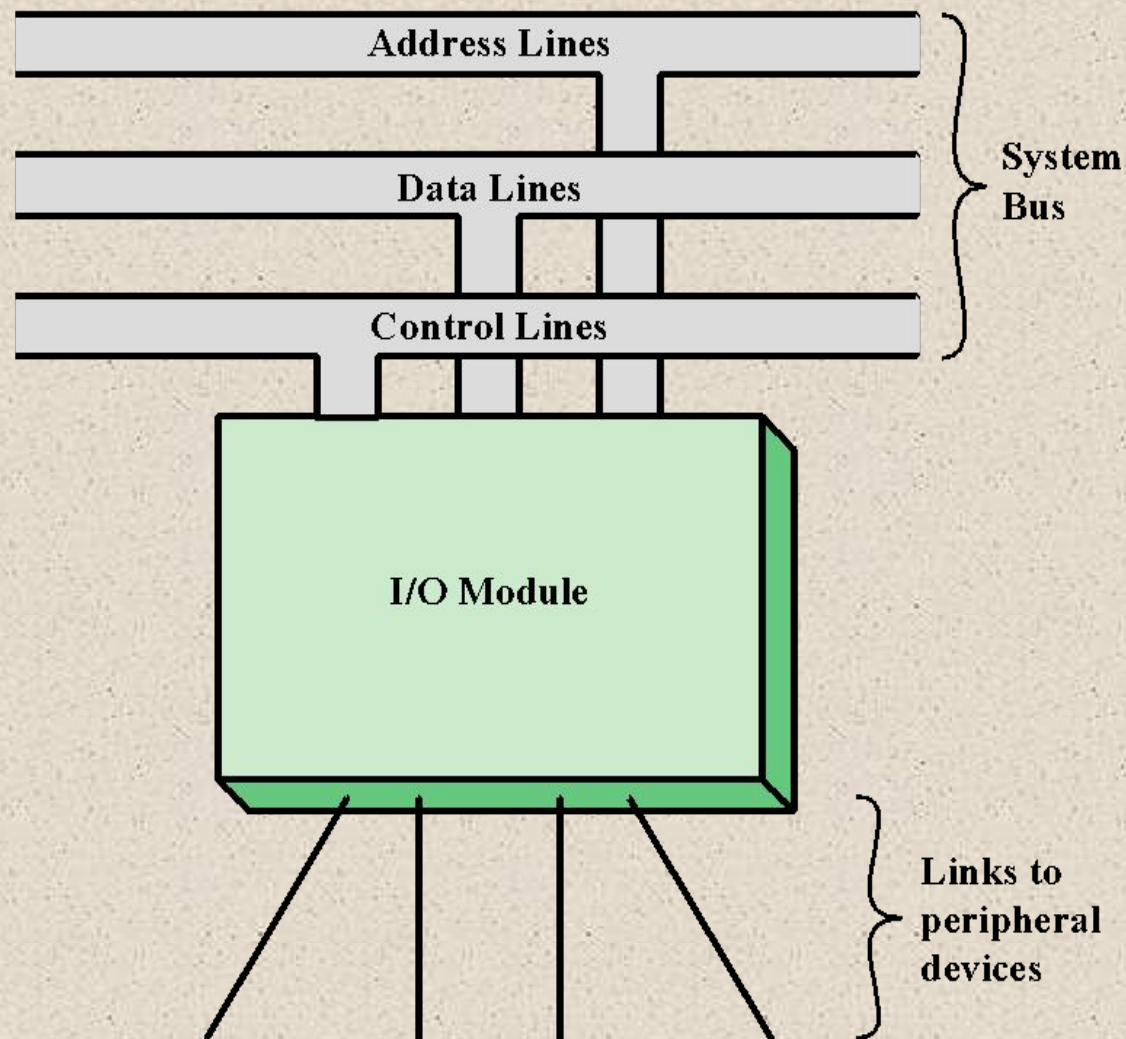 Address Lines
Data Lines
System
Bus
Control Lines
I/O Module
Links to
peripheral
devices